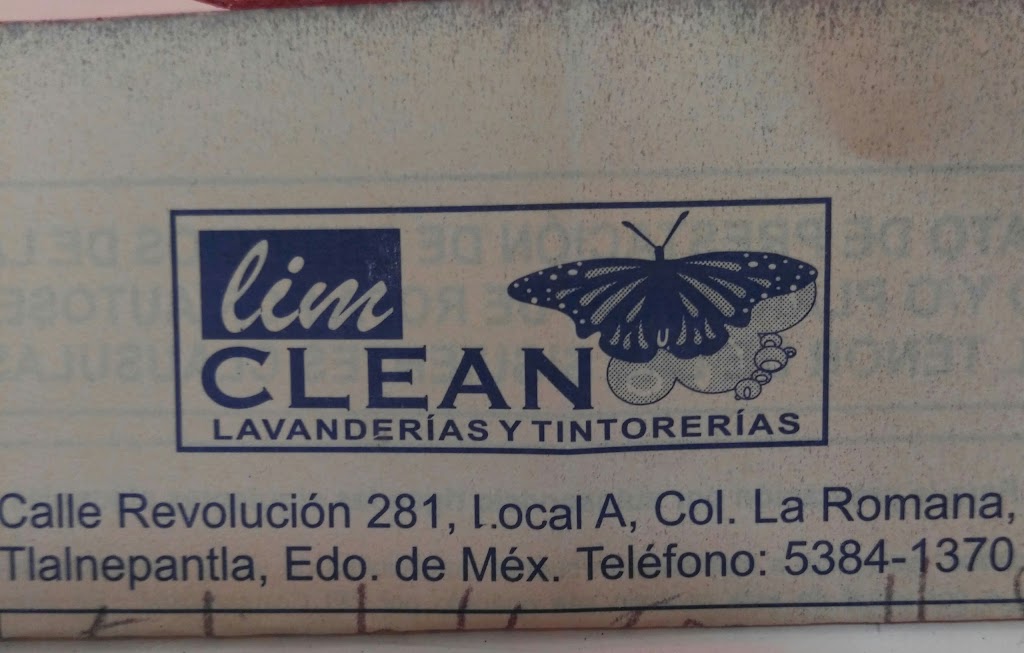 lim
CLEAN
LAVANDERÍAS Y TINTORERÍAS
Calle Revolución 281, Local A, Col. La Romana,
Tlalnepantla, Edo. de Méx. Teléfono: 5384-1370